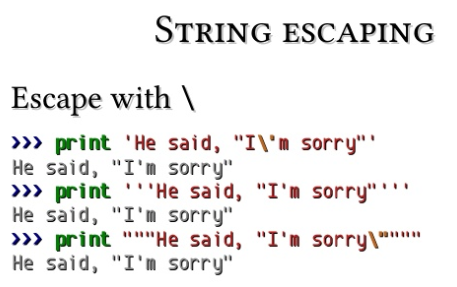 String escaping
Escape with \
>>> print 'He said, "I\'m sorry"'
He said, "I'm sorry"
>>> print '''He said, "I'm sorry"'''
He said, "I'm sorry"
>>> print """He said, "I'm sorry\""""
He said, "I'm sorry"